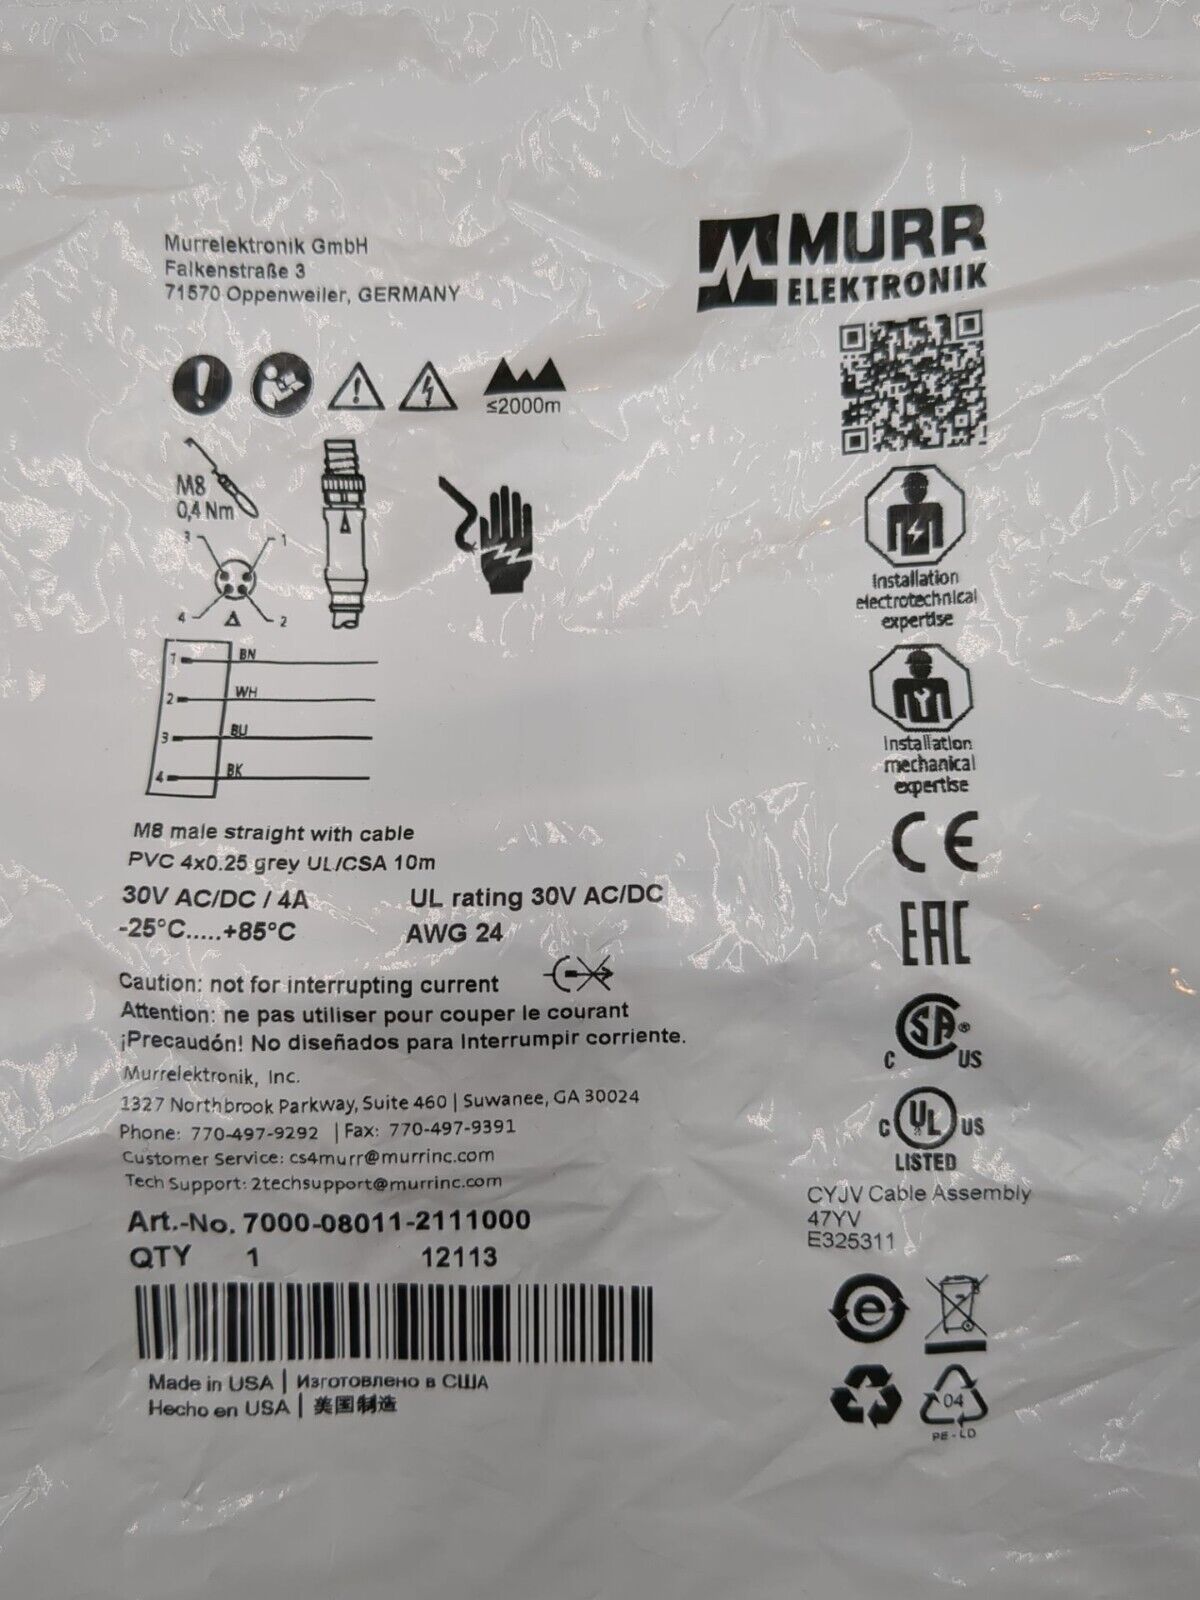 Murrelektronik GmbH
Falkenstraße 3
71570 Oppenweiler, GERMANY
MURR
ELEKTRONIK
≤2000m
M8
0,4 Nm
3
1
4
2
Installation
electrotechnical
expertise
1 BN
2 WH
3 BU
4 BK
Installation
mechanical
expertise
M8 male straight with cable
PVC 4x0.25 grey UL/CSA 10m
30V AC/DC / 4A UL rating 30V AC/DC
-25°C.....+85°C AWG 24
CE
EAC
Caution: not for interrupting current
Attention: ne pas utiliser pour couper le courant
¡Precaudón! No diseñados para Interrumpir corriente.
C SA ® US
Murrelektronik, Inc.
1327 Northbrook Parkway, Suite 460 | Suwanee, GA 30024
Phone: 770-497-9292 | Fax: 770-497-9391
Customer Service: cs4murr@murrinc.com
Tech Support: 2techsupport@murrinc.com
C UL US
LISTED
CYJV Cable Assembly
47YV
E325311
Art.-No. 7000-08011-2111000
QTY 1 12113
e
Made in USA | Изготовлено в США
Hecho en USA | 美国制造
04
PE-LD